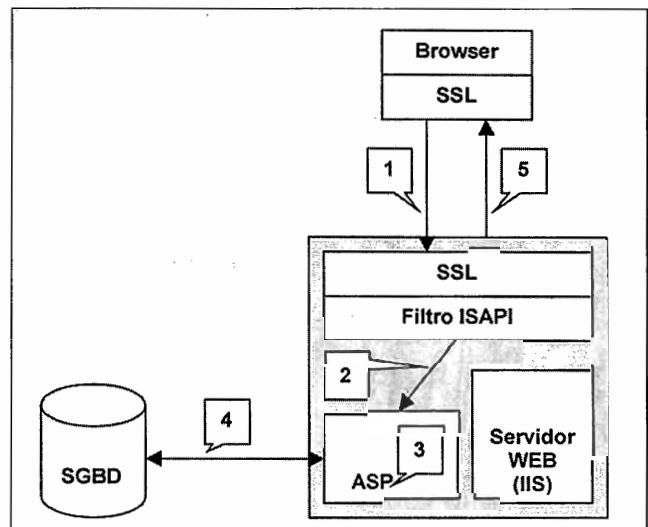 Browser
SSL
1
5
SSL
Filtro ISAPI
2
4
3
ASP
SGBD
Servidor
WEB
(IIS)